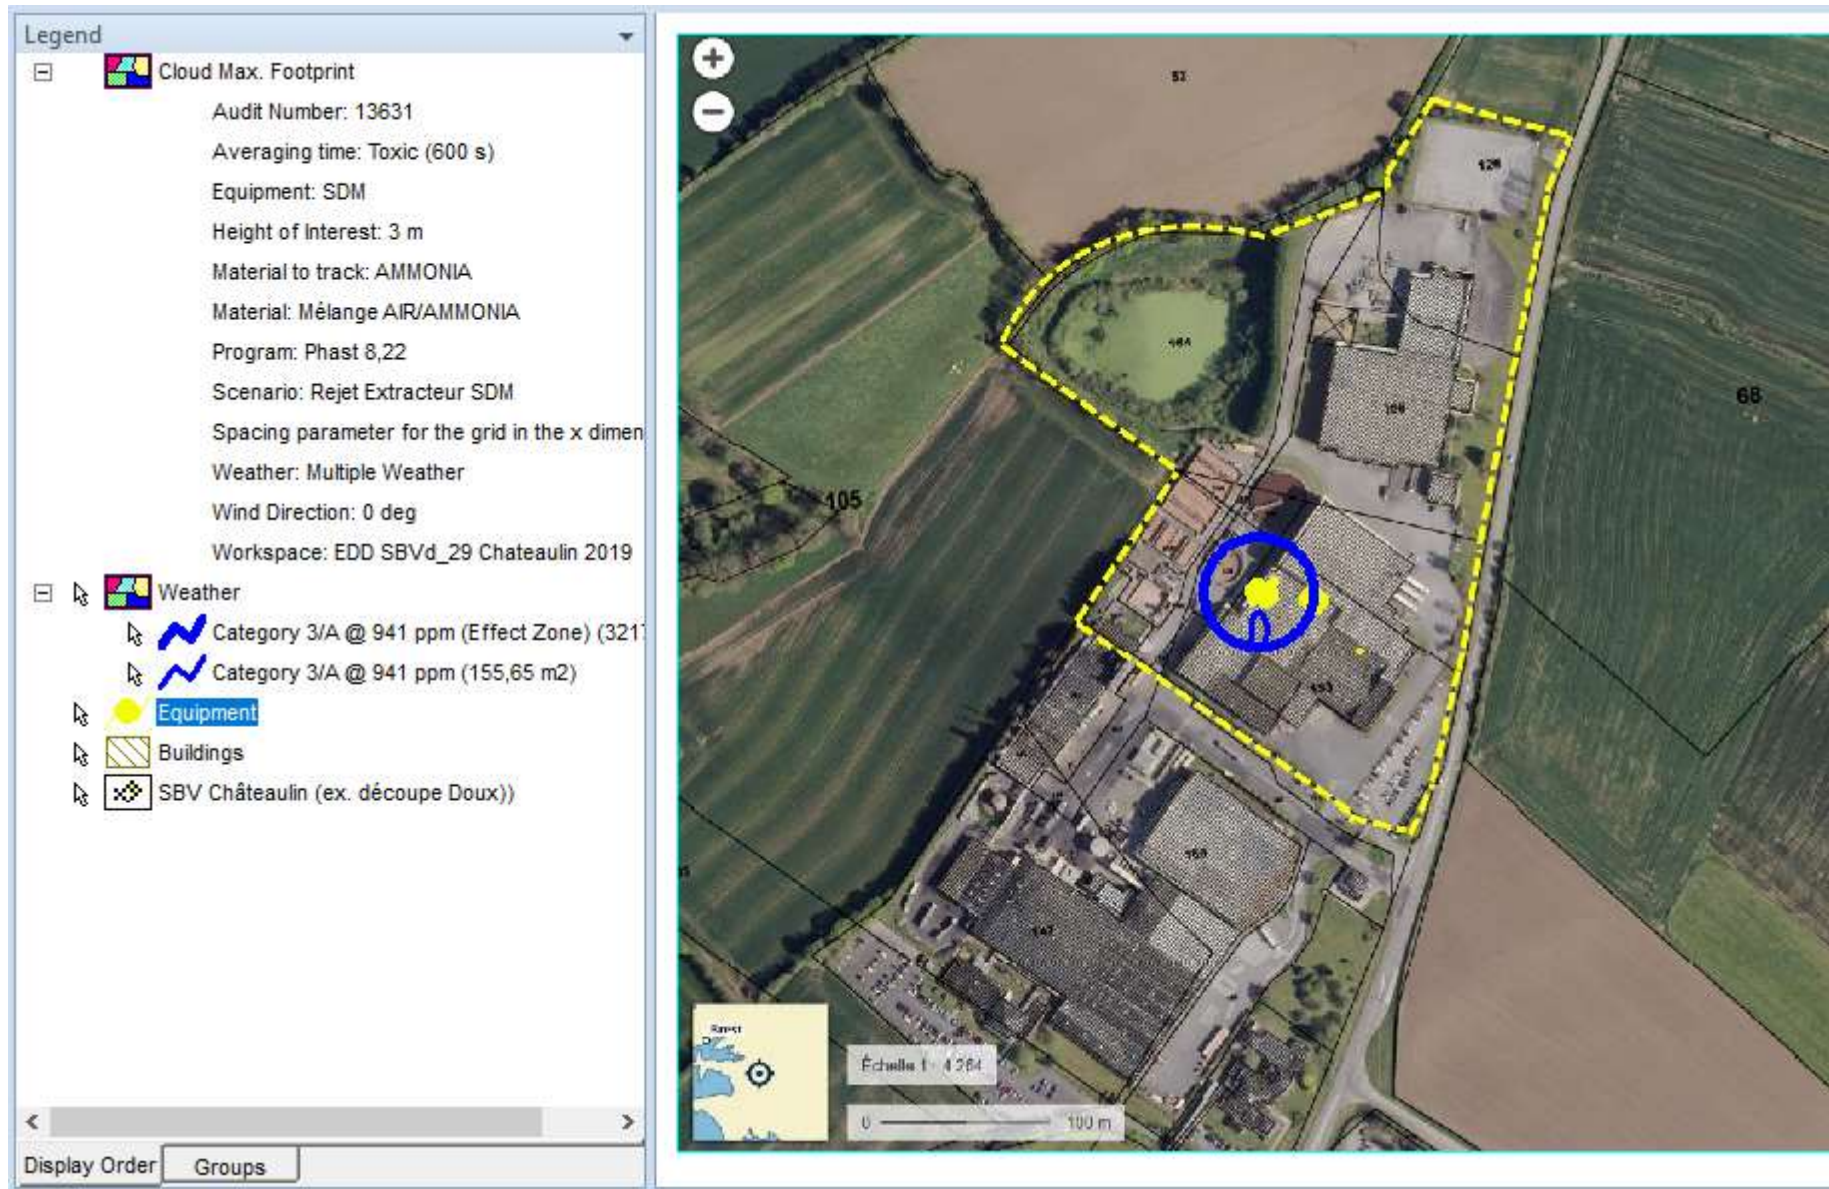 Legend
Cloud Max. Footprint
Audit Number: 13631
Averaging time: Toxic (600 s)
Equipment: SDM
Height of Interest: 3 m
Material to track: AMMONIA
Material: Mélange AIR/AMMONIA
Program: Phast 8,22
Scenario: Rejet Extracteur SDM
Spacing parameter for the grid in the x dimen
Weather: Multiple Weather
Wind Direction: 0 deg
Workspace: EDD SBVd_29 Chateaulin 2019
Weather
Category 3/A @ 941 ppm (Effect Zone) (321
Category 3/A @ 941 ppm (155,65 m2)
Equipment
Buildings
SBV Châteaulin (ex. découpe Doux))
Display Order
Groups
68
105
153
Brest
Échelle 1 : 4 264
0
100 m